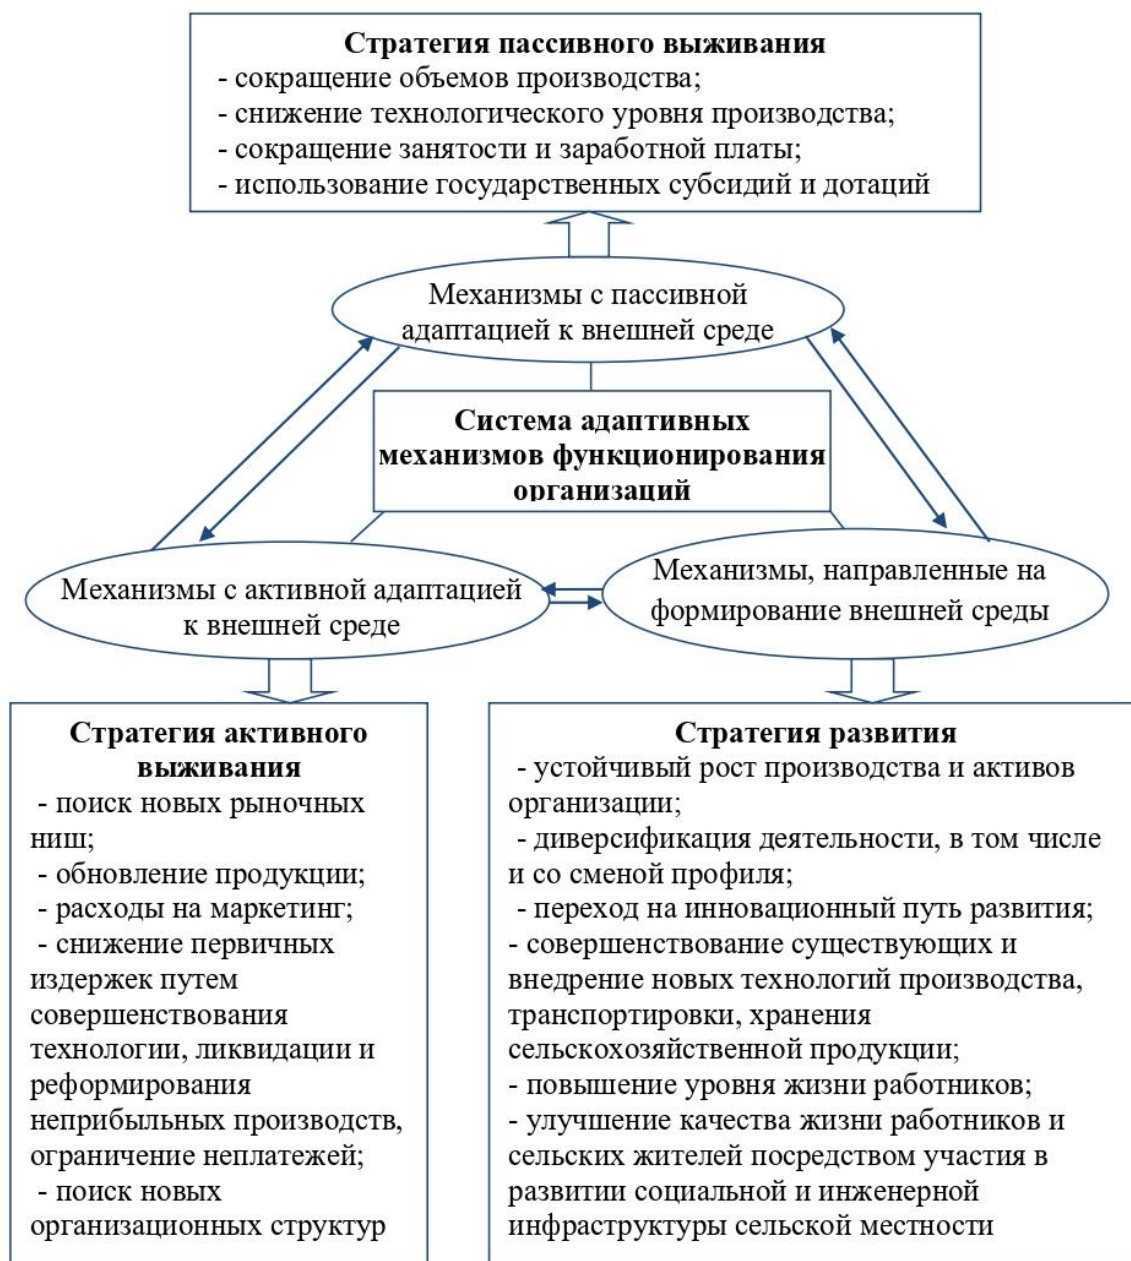 Стратегия пассивного выживания
- сокращение объемов производства;
- снижение технологического уровня производства;
- сокращение занятости и заработной платы;
- использование государственных субсидий и дотаций
Механизмы с пассивной
адаптацией к внешней среде
Система адаптивных
механизмов функционирования
организаций
Механизмы с активной адаптацией
к внешней среде
Механизмы, направленные на
формирование внешней среды
Стратегия активного
выживания
- поиск новых рыночных
ниш;
- обновление продукции;
- расходы на маркетинг;
- снижение первичных
издержек путем
совершенствования
технологии, ликвидации и
реформирования
неприбыльных производств,
ограничение неплатежей;
- поиск новых
организационных структур
Стратегия развития
- устойчивый рост производства и активов
организации;
- диверсификация деятельности, в том числе
и со сменой профиля;
- переход на инновационный путь развития;
- совершенствование существующих и
внедрение новых технологий производства,
транспортировки, хранения
сельскохозяйственной продукции;
- повышение уровня жизни работников;
- улучшение качества жизни работников и
сельских жителей посредством участия в
развитии социальной и инженерной
инфраструктуры сельской местности